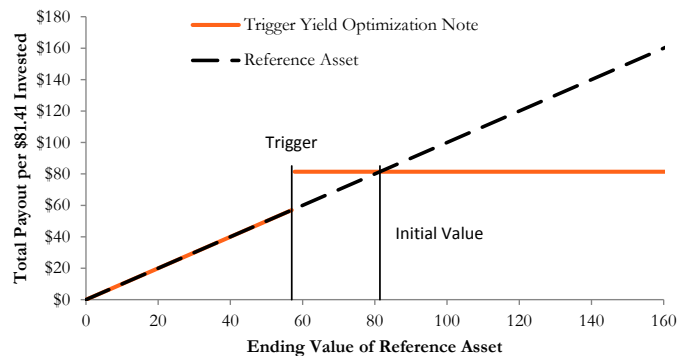 $180
$160
$140
$120
$100
$80
$60
$40
$20
$0
Total Payout per $81.41 Invested
Trigger Yield Optimization Note
Reference Asset
Trigger
Initial Value
0 20 40 60 80 100 120 140 160
Ending Value of Reference Asset